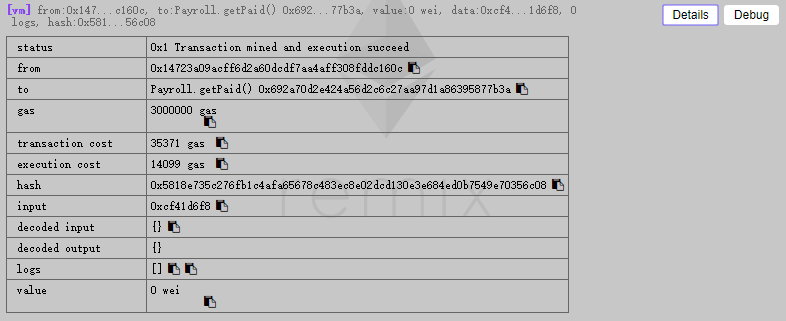 [vm] from:0x147...c160c, to:Payroll.getPaid() 0x692...77b3a, value:0 wei, data:0xcf4...1d6f8, 0
logs, hash:0x581...56c08
Details
Debug
status 0x1 Transaction mined and execution succeed
from 0x14723a09acff6d2a60dcdf7aa4aff308fddc160c
to Payroll.getPaid() 0x692a70d2e424a56d2c6c27aa97d1a86395877b3a
gas 3000000 gas
transaction cost 35371 gas
execution cost 14099 gas
hash 0x5818e735c276fb1c4afa65678c483ec8e02dcd130e3e684ed0b7549e70356c08
input 0xcf41d6f8
decoded input {}
decoded output {}
logs []
value 0 wei
remix